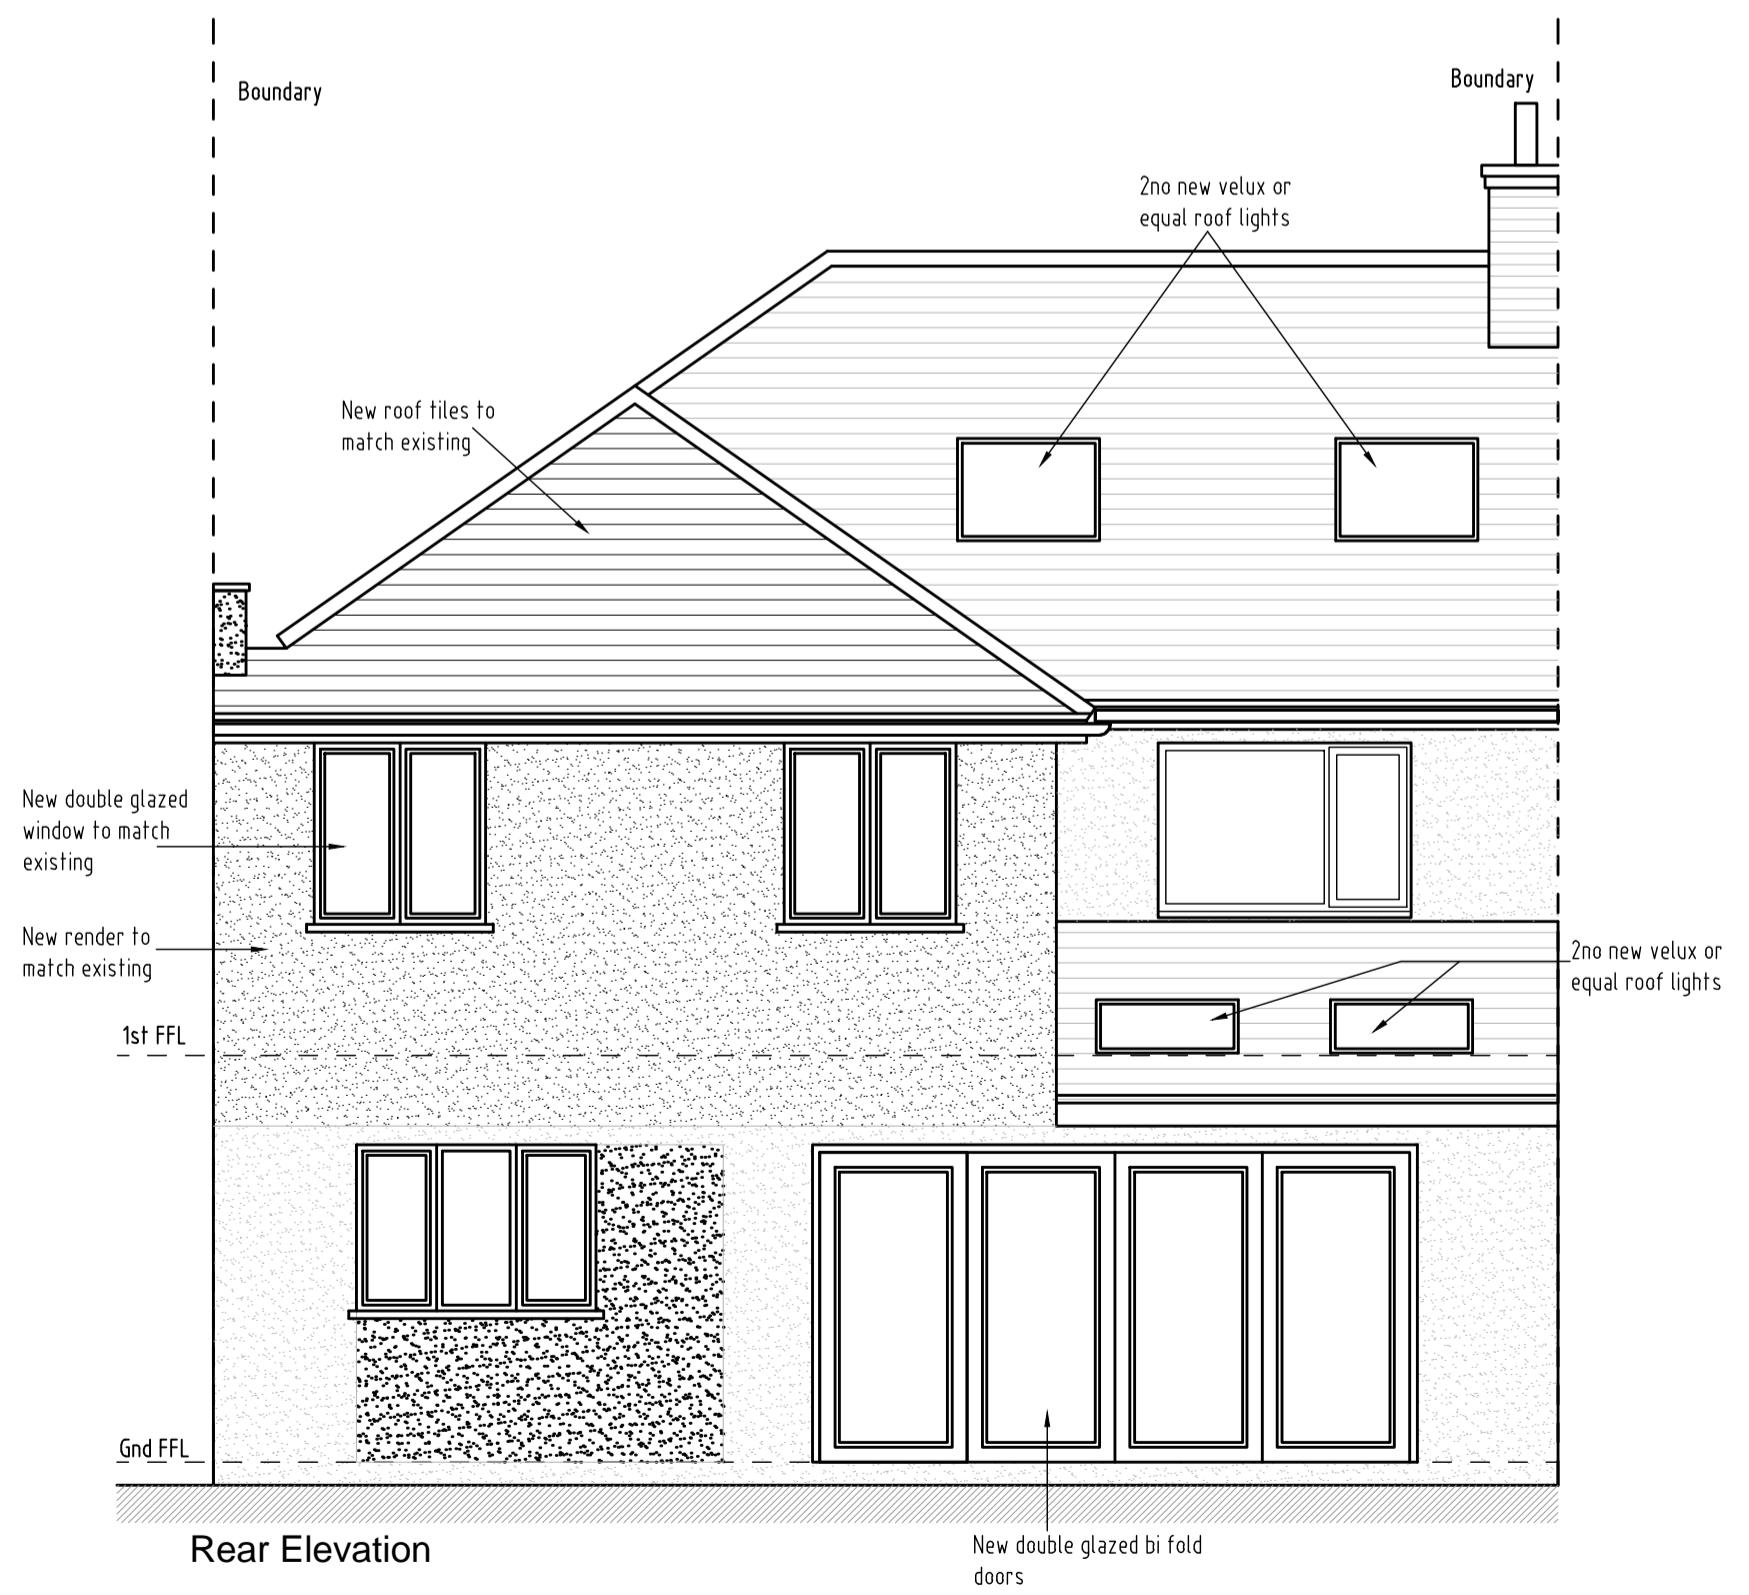 Boundary
Boundary
2no new velux or
equal roof lights
New roof tiles to
match existing
New double glazed
window to match
existing
New render to
match existing
2no new velux or
equal roof lights
1st FFL
Gnd FFL
Rear Elevation
New double glazed bi fold
doors